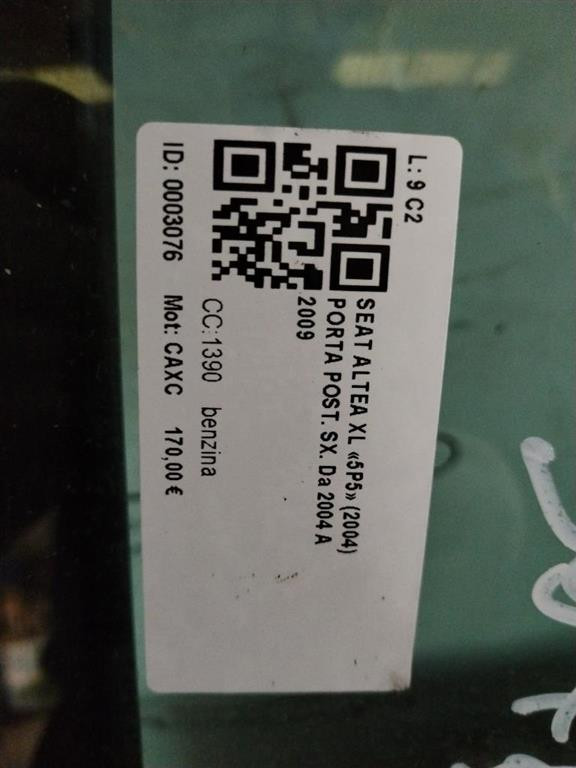 L: 9 C2
SEAT ALTEA XL «5P5» (2004)
PORTA POST. SX. Da 2004 A
2009
CC:1390 benzina
ID: 0003076 Mot: CAXC 170,00 €